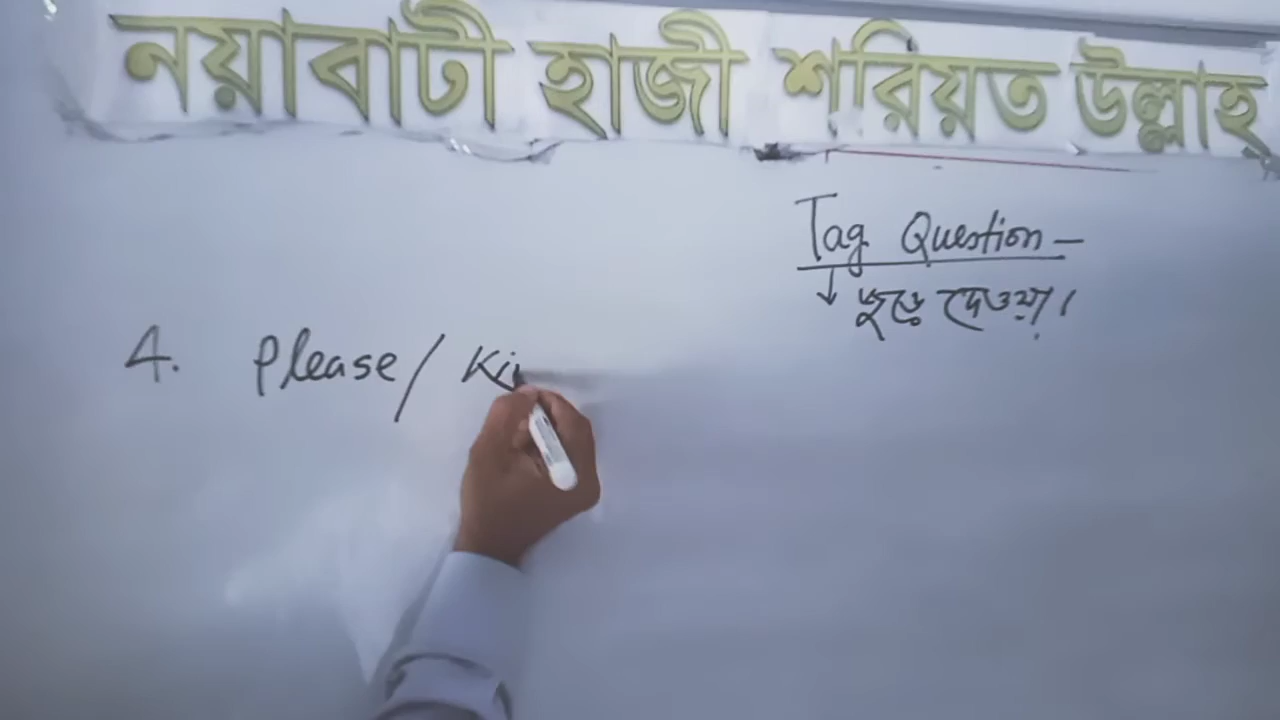 নয়াবাটী হাজী শরিয়ত উল্লাহ্
Tag Question -
↓ জুড়ে দেওয়া।
4. Please/ Ki